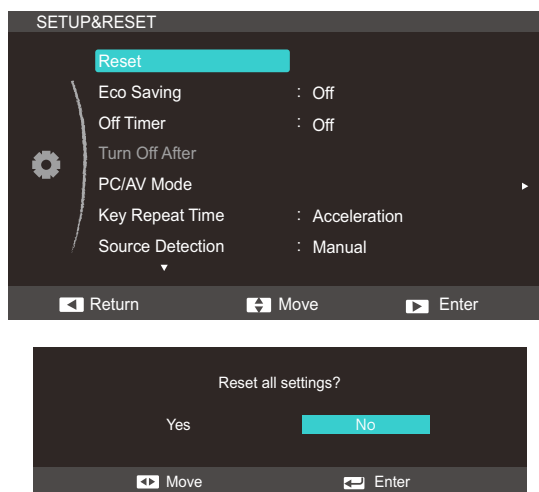 SETUP&RESET
Reset
Eco Saving : Off
Off Timer : Off
Turn Off After
PC/AV Mode
Key Repeat Time : Acceleration
Source Detection : Manual
Return Move Enter
Reset all settings?
Yes No
Move Enter